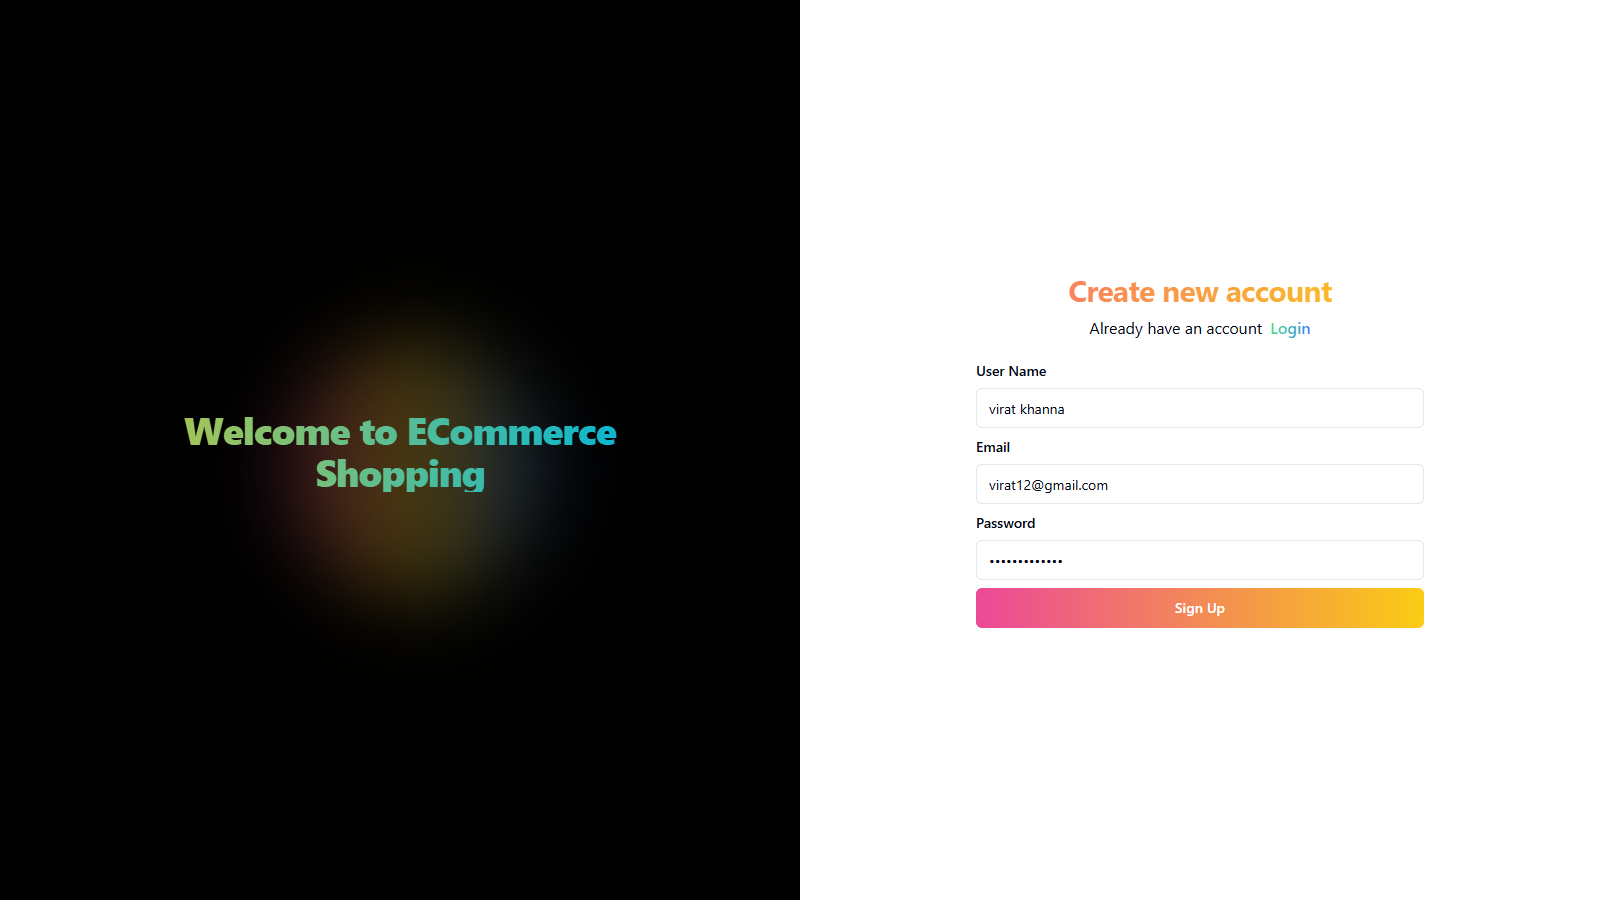 Welcome to ECommerce
Shopping
Create new account
Already have an account Login
User Name
virat khanna
Email
virat12@gmail.com
Password
•••••••••••••
Sign Up